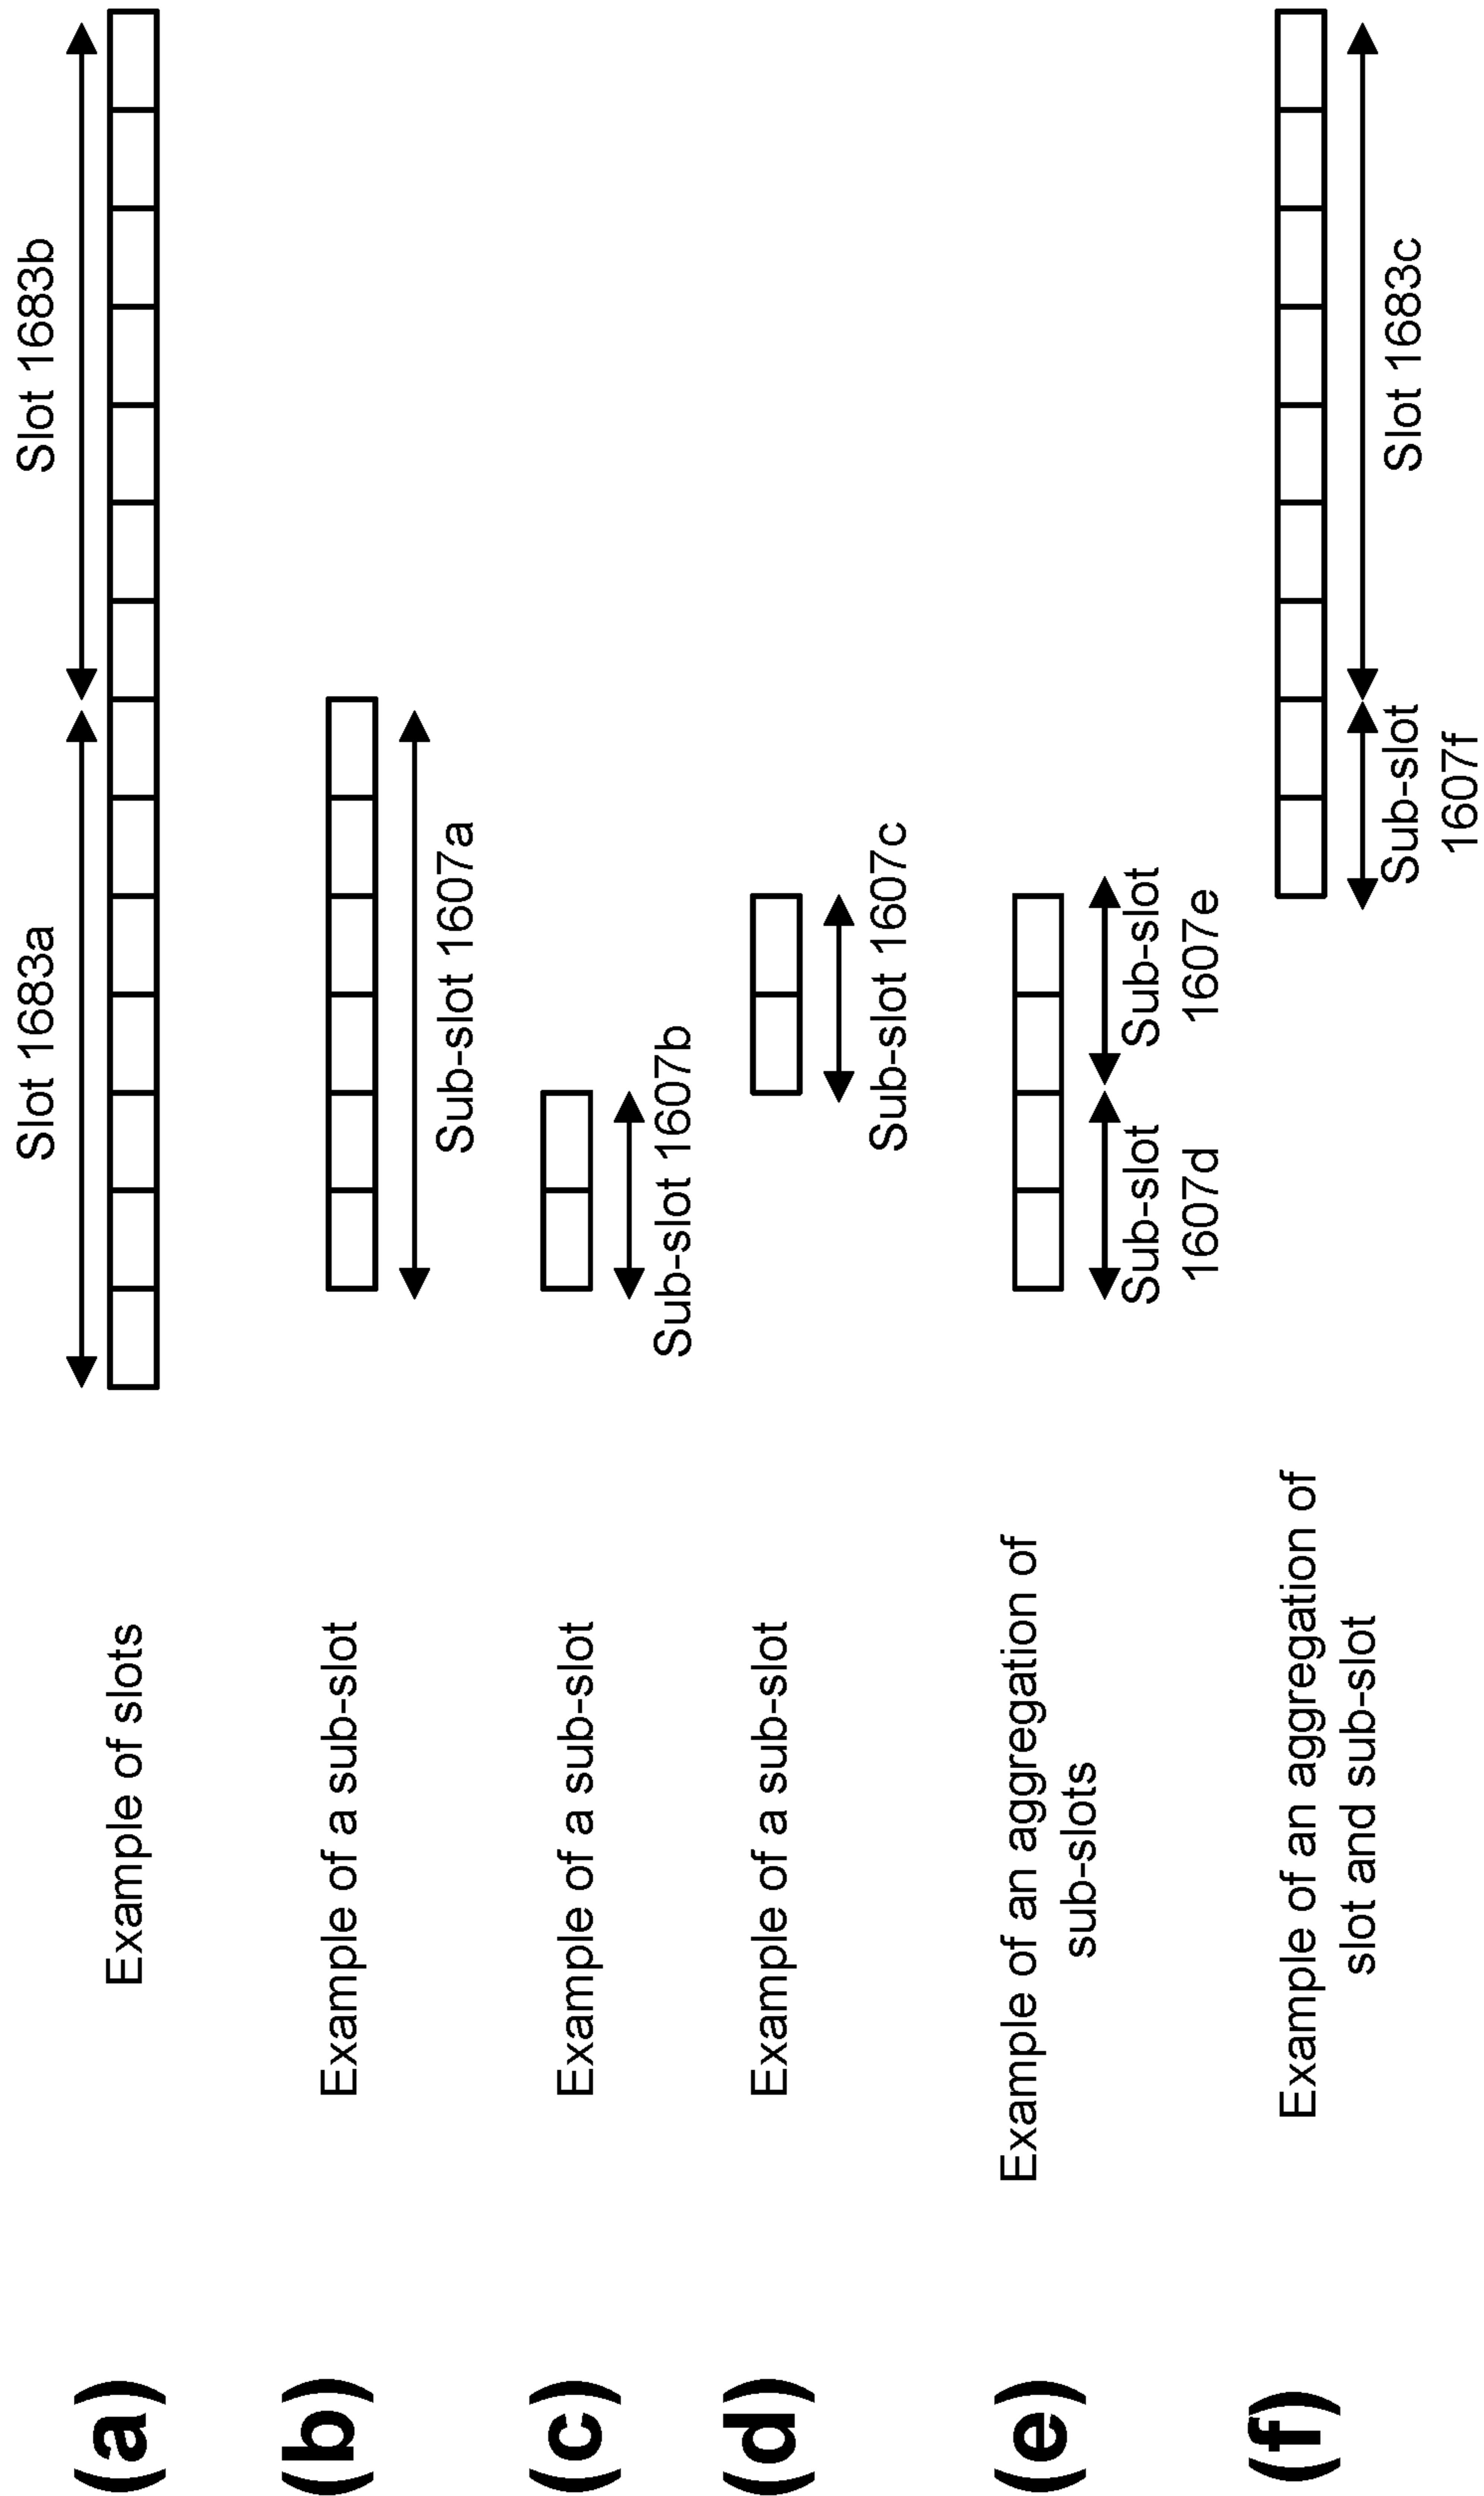 (a)
Example of slots
Slot 1683a
Slot 1683b
(b)
Example of a sub-slot
Sub-slot 1607a
(c)
Example of a sub-slot
Sub-slot 1607b
(d)
Example of a sub-slot
Sub-slot 1607c
(e)
Example of an aggregation of
sub-slots
Sub-slot
1607d
Sub-slot
1607e
(f)
Example of an aggregation of
slot and sub-slot
Sub-slot
1607f
Slot 1683c